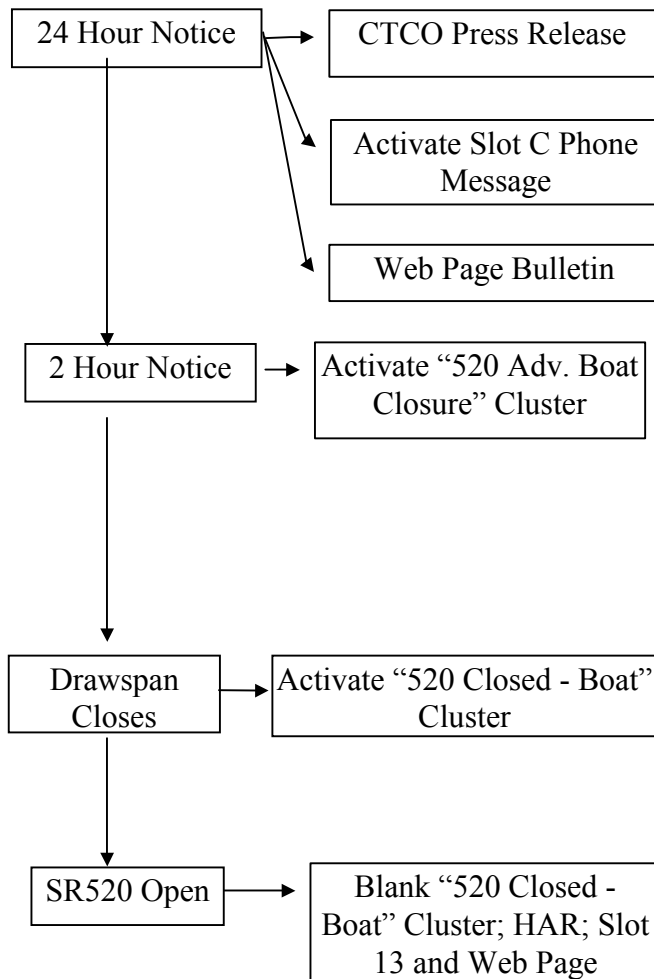 24 Hour Notice
CTCO Press Release
Activate Slot C Phone
Message
Web Page Bulletin
2 Hour Notice
Activate “520 Adv. Boat
Closure” Cluster
Drawspan
Closes
Activate “520 Closed - Boat”
Cluster
SR520 Open
Blank “520 Closed -
Boat” Cluster; HAR; Slot
13 and Web Page